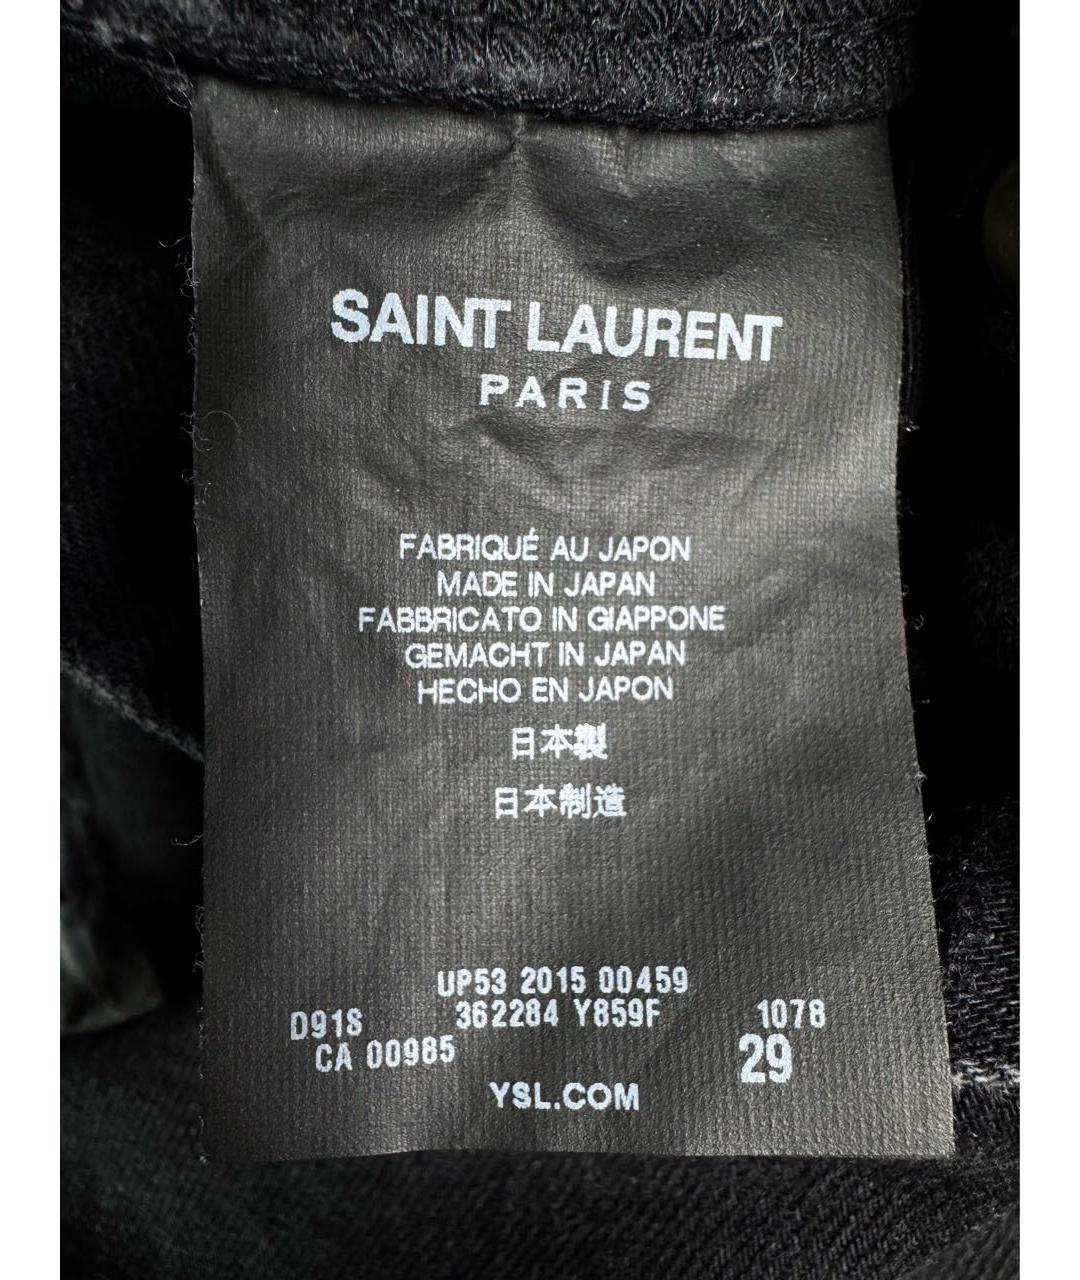 SAINT LAURENT
PARIS
FABRIQUÉ AU JAPON
MADE IN JAPAN
FABBRICATO IN GIAPPONE
GEMACHT IN JAPAN
HECHO EN JAPON
日本製
日本制造
UP53 2015 00459
D91S 362284 Y859F 1078
CA 00985 29
YSL.COM